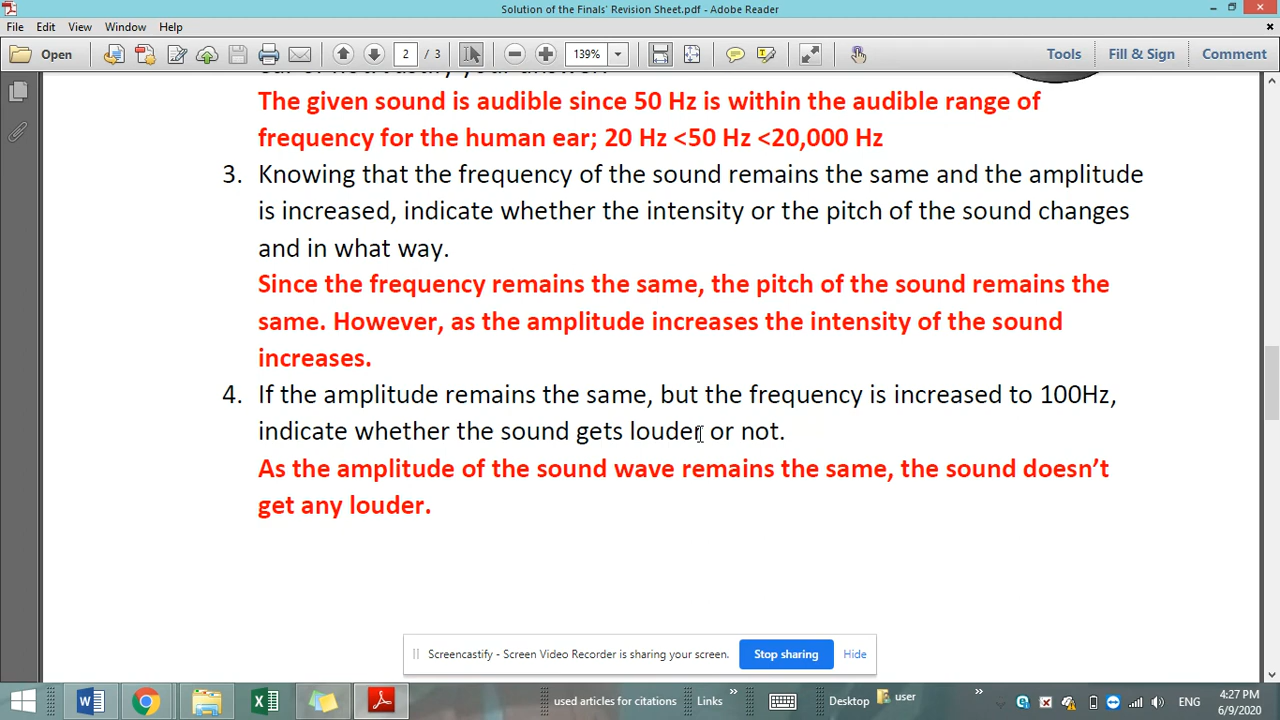 Solution of the Finals' Revision Sheet.pdf - Adobe Reader
File Edit View Window Help
Open 2 / 3 139% Tools Fill & Sign Comment
The given sound is audible since 50 Hz is within the audible range of
frequency for the human ear; 20 Hz <50 Hz <20,000 Hz
3. Knowing that the frequency of the sound remains the same and the amplitude
is increased, indicate whether the intensity or the pitch of the sound changes
and in what way.
Since the frequency remains the same, the pitch of the sound remains the
same. However, as the amplitude increases the intensity of the sound
increases.
4. If the amplitude remains the same, but the frequency is increased to 100Hz,
indicate whether the sound gets louder or not.
As the amplitude of the sound wave remains the same, the sound doesn’t
get any louder.
Screencastify - Screen Video Recorder is sharing your screen. Stop sharing Hide
used articles for citations Links » Desktop user » ENG
4:27 PM
6/9/2020